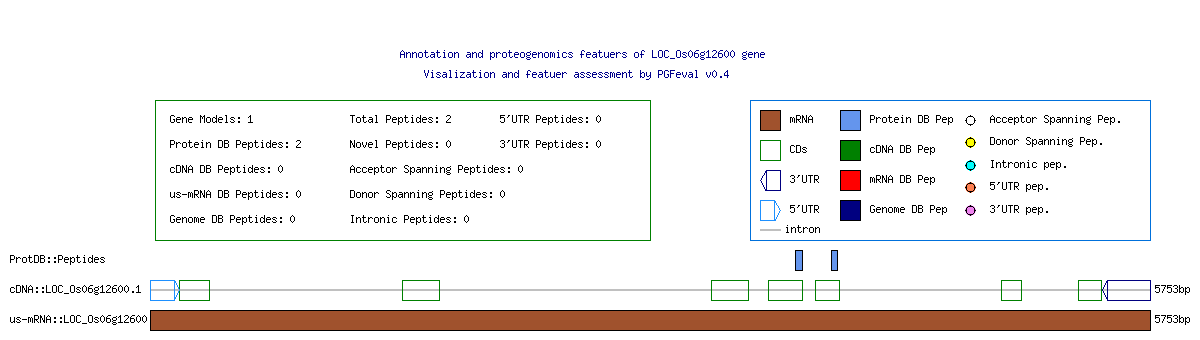 Annotation and proteogenomics featuers of LOC_Os06g12600 gene
Visalization and featuer assessment by PGFeval v0.4
Gene Models: 1 Total Peptides: 2 5'UTR Peptides: 0
Protein DB Peptides: 2 Novel Peptides: 0 3'UTR Peptides: 0
cDNA DB Peptides: 0 Acceptor Spanning Peptides: 0
us-mRNA DB Peptides: 0 Donor Spanning Peptides: 0
Genome DB Peptides: 0 Intronic Peptides: 0
mRNA Protein DB Pep Acceptor Spanning Pep.
CDs cDNA DB Pep Donor Spanning Pep.
3'UTR mRNA DB Pep Intronic pep.
5'UTR Genome DB Pep 5'UTR pep.
intron 3'UTR pep.
ProtDB::Peptides
cDNA::LOC_Os06g12600.1 5753bp
us-mRNA::LOC_Os06g12600 5753bp